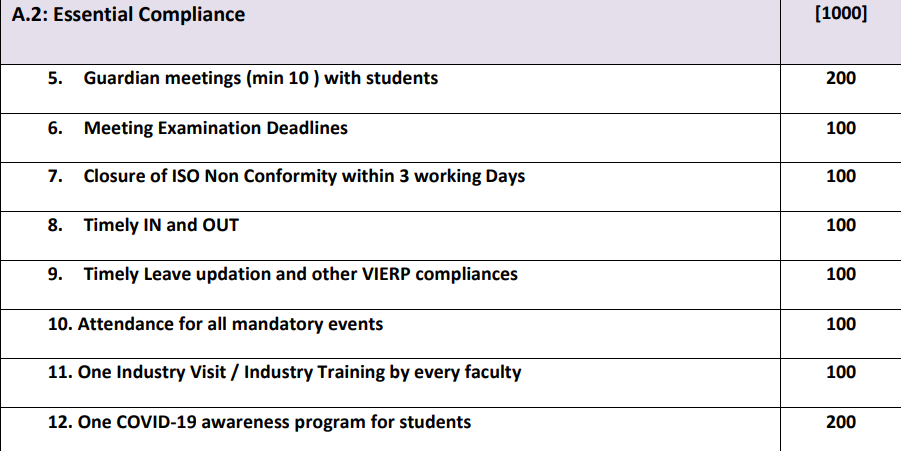 A.2: Essential Compliance [1000]
5. Guardian meetings (min 10 ) with students 200
6. Meeting Examination Deadlines 100
7. Closure of ISO Non Conformity within 3 working Days 100
8. Timely IN and OUT 100
9. Timely Leave updation and other VIERP compliances 100
10. Attendance for all mandatory events 100
11. One Industry Visit / Industry Training by every faculty 100
12. One COVID-19 awareness program for students 200